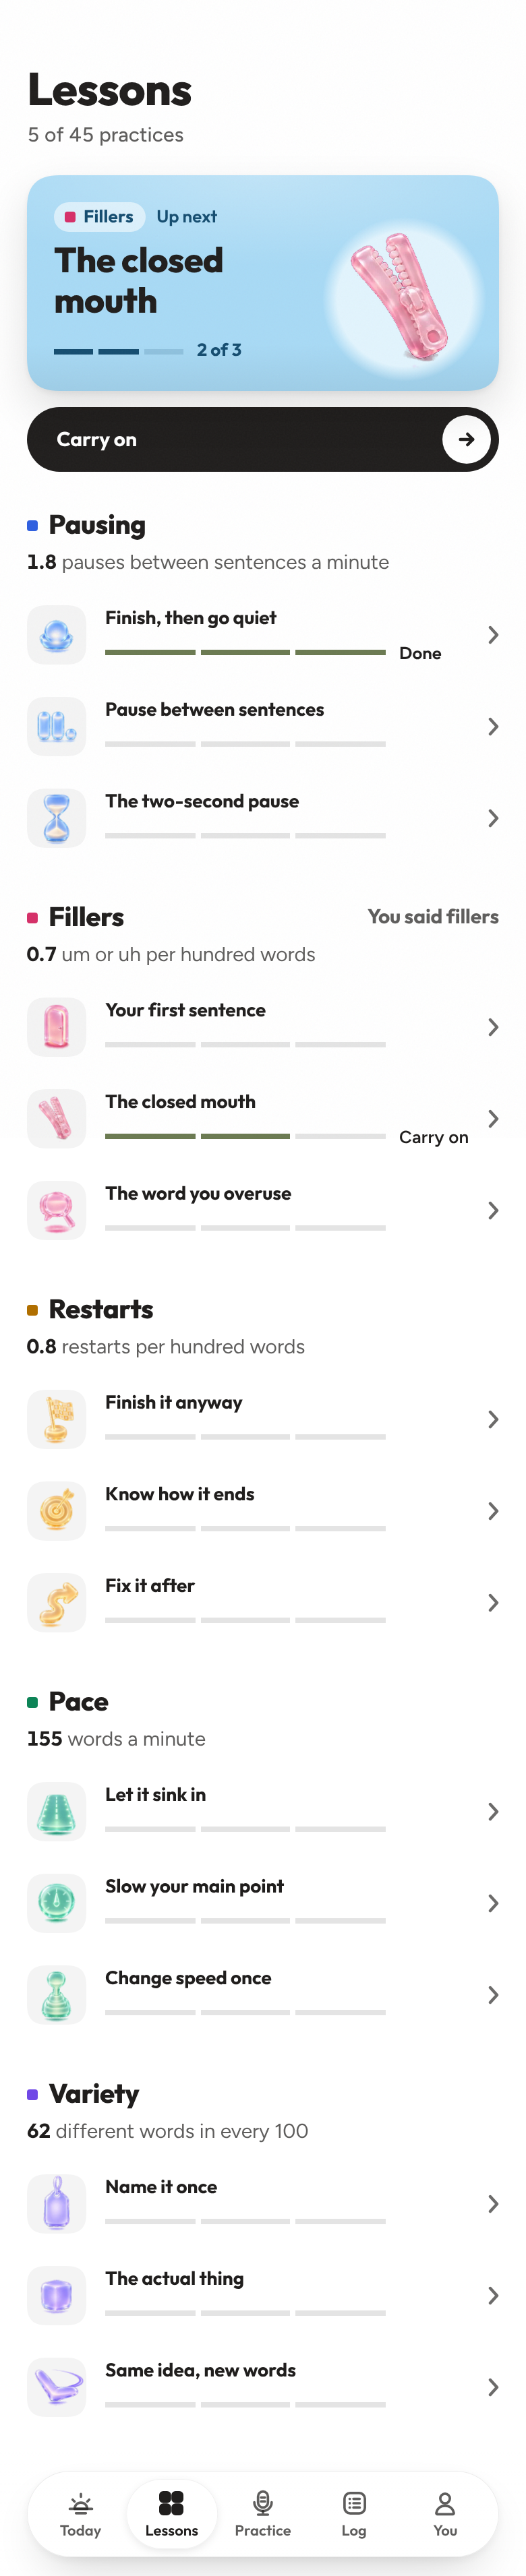 Lessons
5 of 45 practices
Fillers Up next
The closed
mouth
2 of 3
Carry on
Pausing
1.8 pauses between sentences a minute
Finish, then go quiet
Done
Pause between sentences
The two-second pause
Fillers You said fillers
0.7 um or uh per hundred words
Your first sentence
The closed mouth
Carry on
The word you overuse
Restarts
0.8 restarts per hundred words
Finish it anyway
Know how it ends
Fix it after
Pace
155 words a minute
Let it sink in
Slow your main point
Change speed once
Variety
62 different words in every 100
Name it once
The actual thing
Same idea, new words
Today Lessons Practice Log You